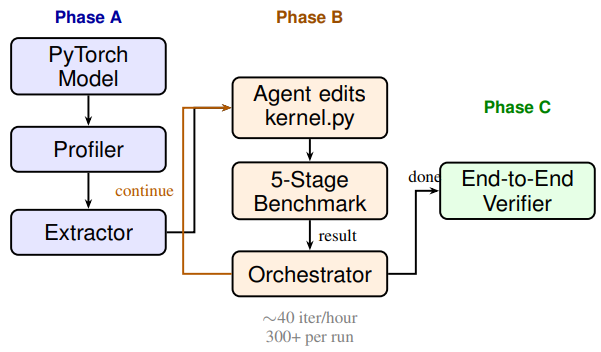 Phase A
PyTorch
Model
Profiler
Extractor
Phase B
Agent edits
kernel.py
5-Stage
Benchmark
result
Orchestrator
continue
~40 iter/hour
300+ per run
Phase C
done
End-to-End
Verifier